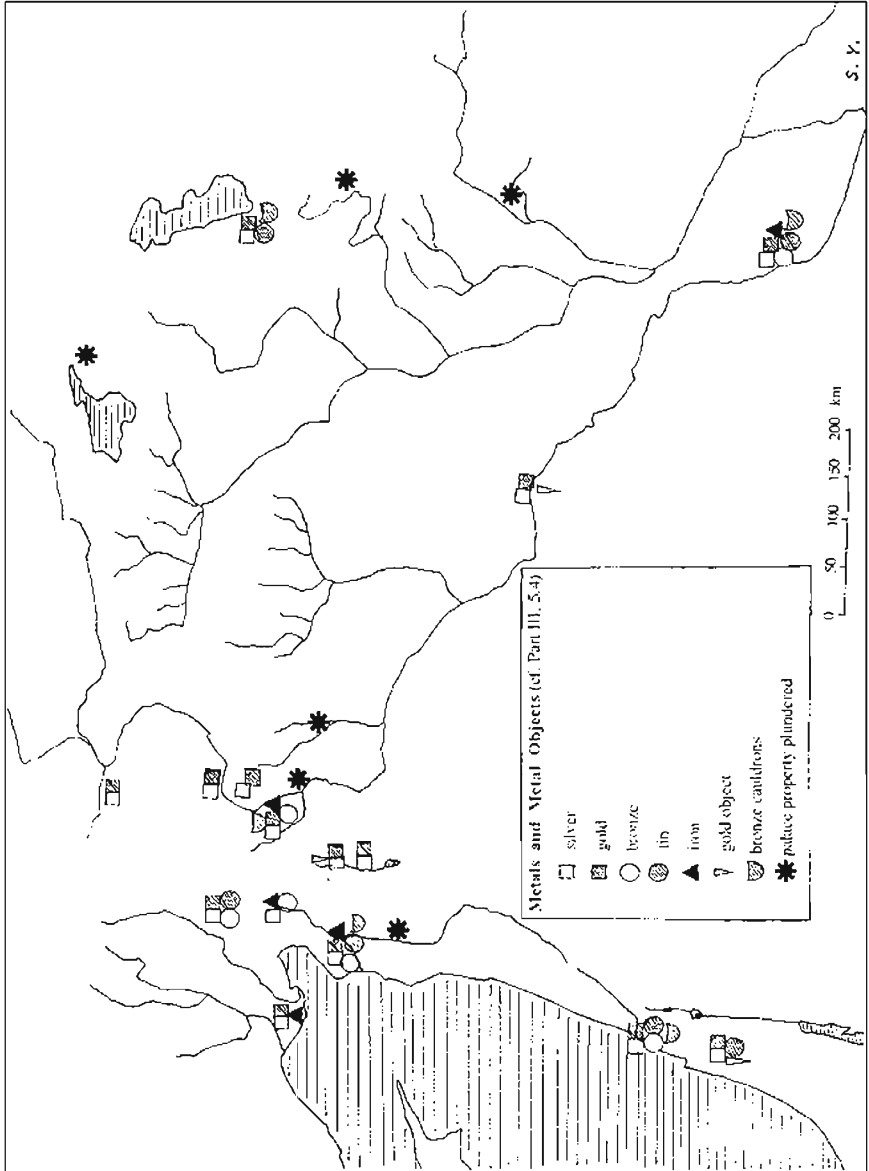 Metals and Metal Objects (cf. Part III, 5.4)
silver
gold
bronze
tin
iron
gold object
bronze cauldrons
palace property plundered
0 50 100 150 200 km
S. Y.